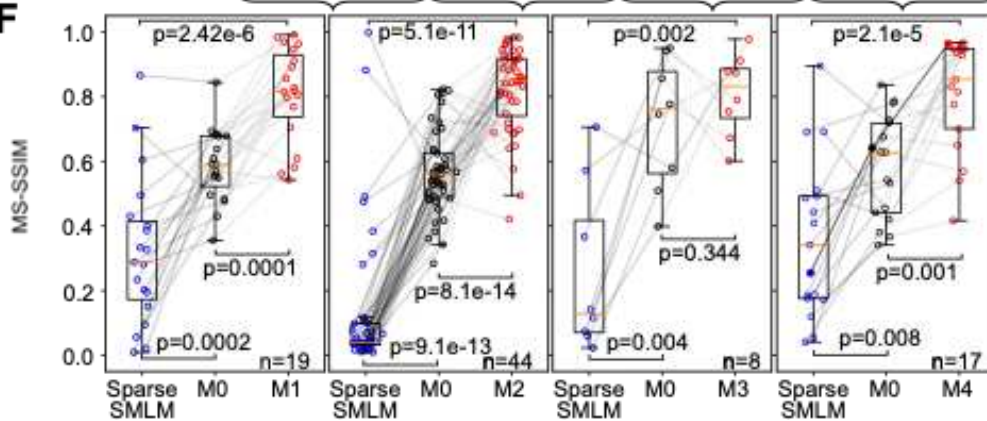 F
MS-SSIM
1.0
0.8
0.6
0.4
0.2
0.0
p=2.42e-6
p=0.0001
p=0.0002
n=19
Sparse SMLM
M0
M1
p=5.1e-11
p=8.1e-14
p=9.1e-13
n=44
Sparse SMLM
M0
M2
p=0.002
p=0.344
p=0.004
n=8
Sparse SMLM
M0
M3
p=2.1e-5
p=0.001
p=0.008
n=17
Sparse SMLM
M0
M4